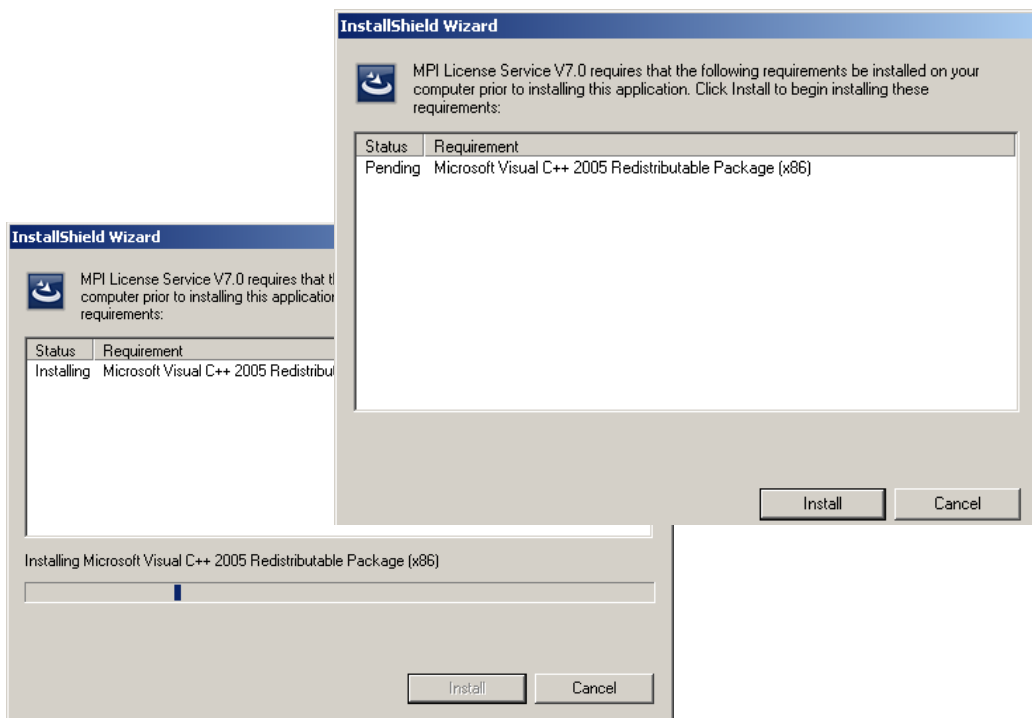 InstallShield Wizard
MPI License Service V7.0 requires that the following requirements be installed on your
computer prior to installing this application. Click Install to begin installing these
requirements:
Status Requirement
Pending Microsoft Visual C++ 2005 Redistributable Package (x86)
Install Cancel
InstallShield Wizard
MPI License Service V7.0 requires that
computer prior to installing this application
requirements:
Status Requirement
Installing Microsoft Visual C++ 2005
Installing Microsoft Visual C++ 2005 Redistributable Package (x86)
Install Cancel